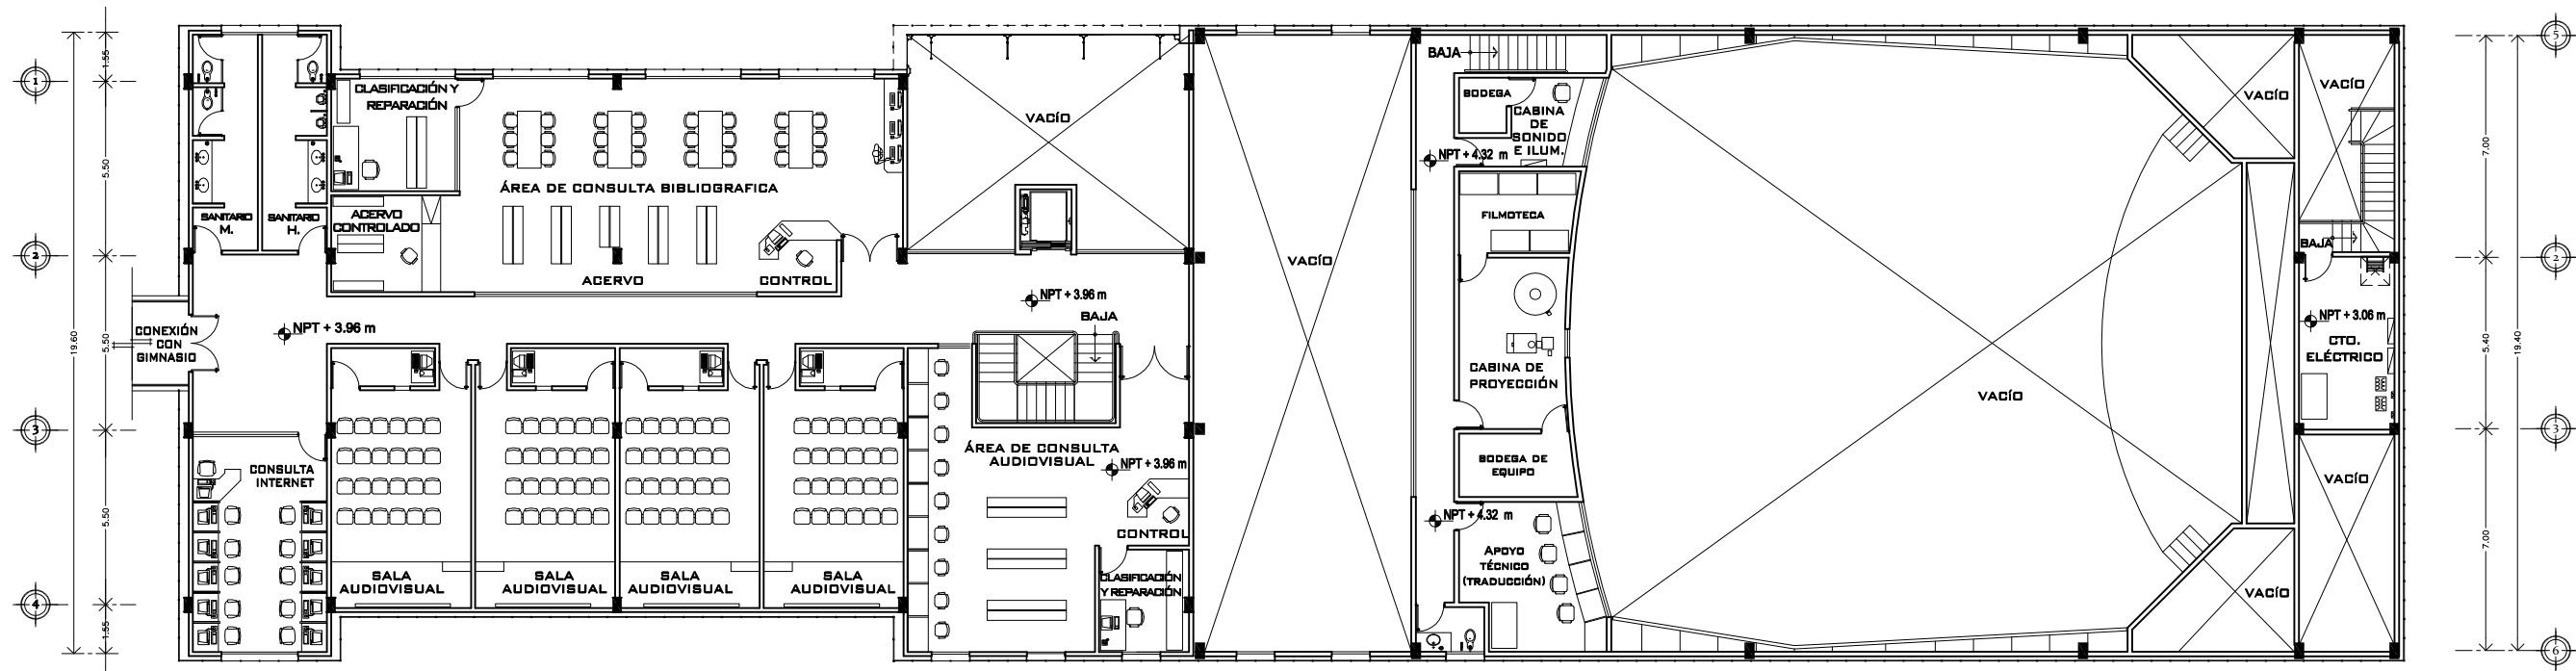 1
2
3
4
1.55
5.50
5.50
5.50
1.55
19.60
SANITARIO
M.
SANITARIO
H.
CLASIFICACIÓN Y
REPARACIÓN
ACERVO
CONTROLADO
ÁREA DE CONSULTA BIBLIOGRAFICA
ACERVO
CONTROL
VACÍO
CONEXIÓN
CON
GIMNASIO
NPT + 3.96 m
NPT + 3.96 m
BAJA
CONSULTA
INTERNET
SALA
AUDIOVISUAL
SALA
AUDIOVISUAL
SALA
AUDIOVISUAL
SALA
AUDIOVISUAL
ÁREA DE CONSULTA
AUDIOVISUAL
NPT + 3.96 m
CONTROL
CLASIFICACIÓN
Y REPARACIÓN
VACÍO
BAJA
BODEGA
CABINA
DE
SONIDO
E ILUM.
NPT + 4.32 m
FILMOTECA
CABINA DE
PROYECCIÓN
BODEGA DE
EQUIPO
NPT + 4.32 m
APOYO
TÉCNICO
(TRADUCCIÓN)
VACÍO
VACÍO
VACÍO
VACÍO
BAJA
NPT + 3.06 m
CTO.
ELÉCTRICO
VACÍO
7.00
5.40
7.00
19.40
5
2
3
6